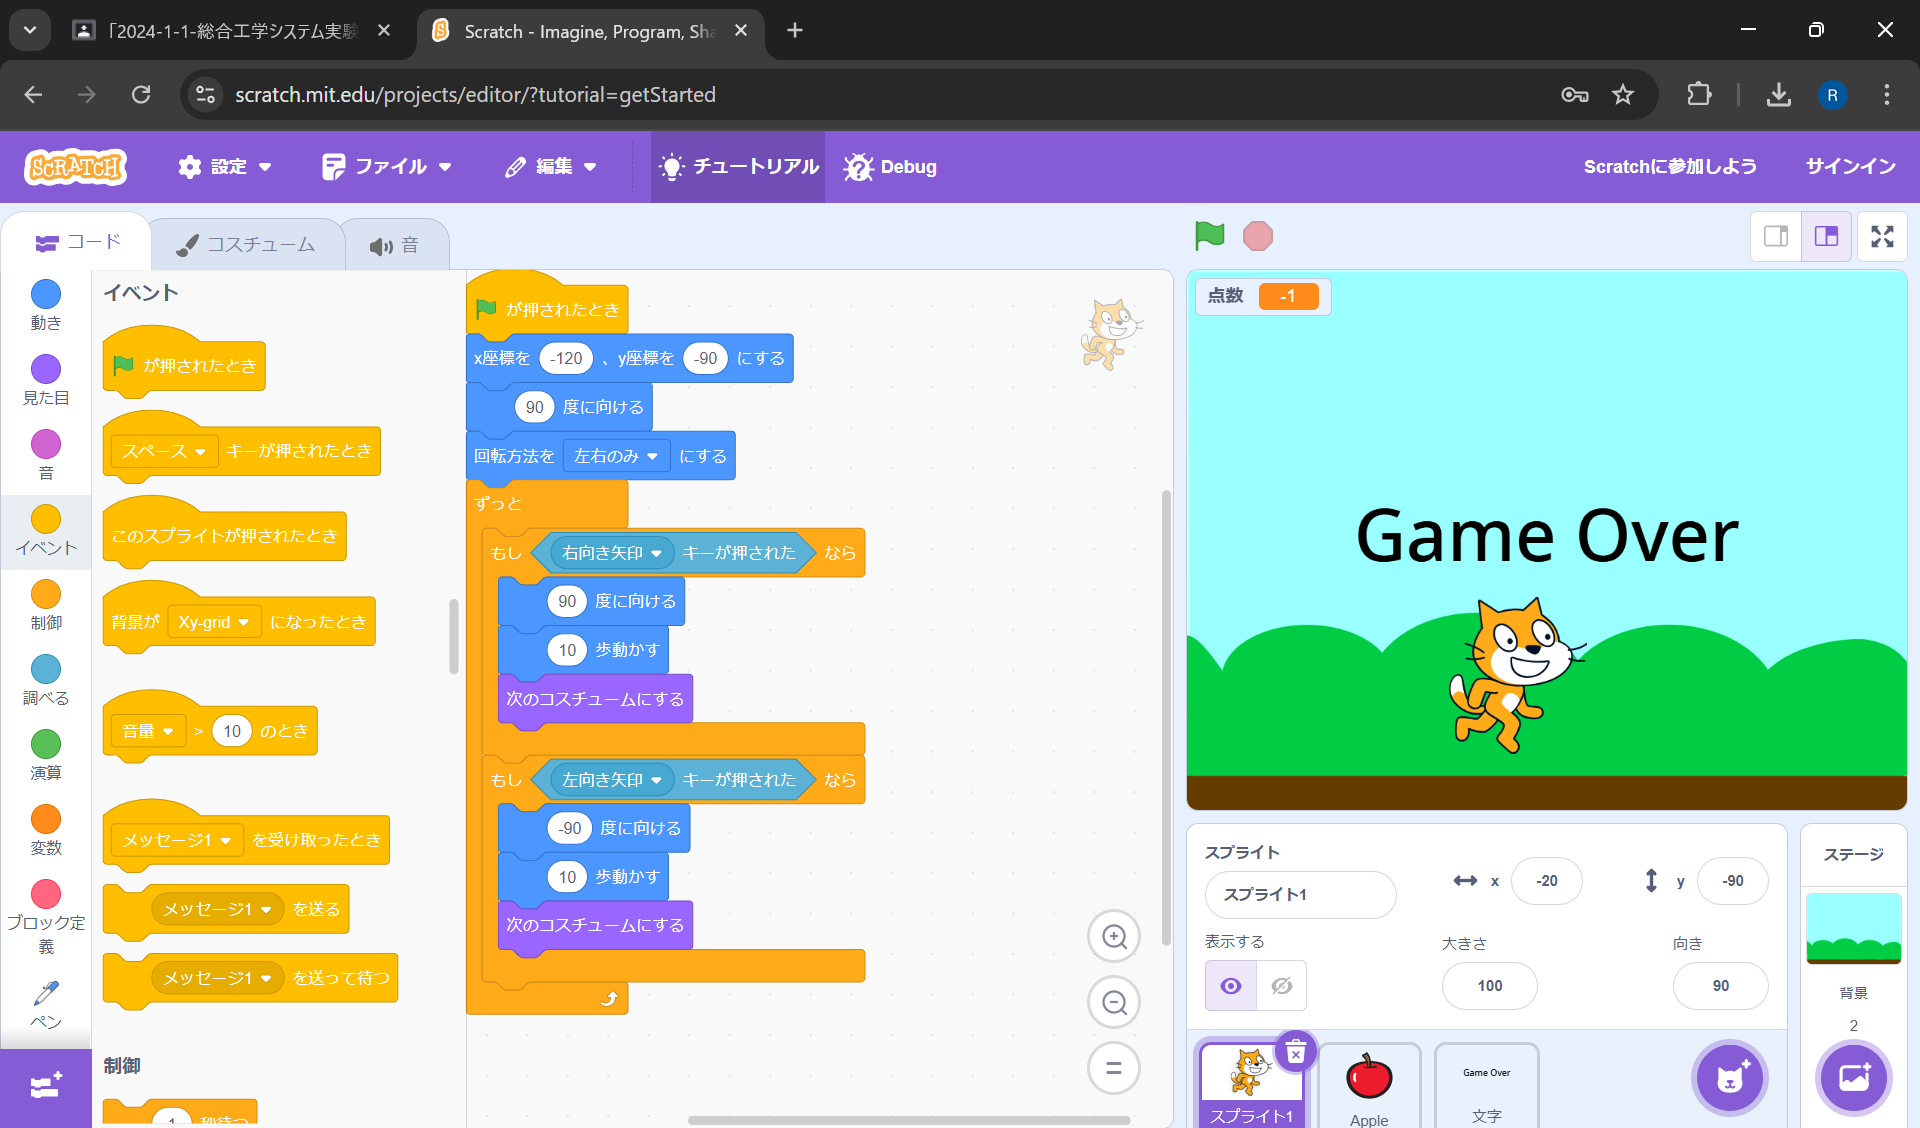 「2024-1-1-総合工学システム実験
Scratch - Imagine, Program, Sha
scratch.mit.edu/projects/editor/?tutorial=getStarted
R
SCRATCH
設定
ファイル
編集
チュートリアル
Debug
Scratchに参加しよう
サインイン
コード
コスチューム
音
動き
見た目
音
イベント
制御
調べる
演算
変数
ブロック定
義
ペン
イベント
が押されたとき
スペース キーが押されたとき
このスプライトが押されたとき
背景が Xy-grid になったとき
音量 > 10 のとき
メッセージ1 を受け取ったとき
メッセージ1 を送る
メッセージ1 を送って待つ
制御
1 秒待つ
が押されたとき
x座標を -120 、y座標を -90 にする
90 度に向ける
回転方法を 左右のみ にする
ずっと
もし 右向き矢印 キーが押された なら
90 度に向ける
10 歩動かす
次のコスチュームにする
もし 左向き矢印 キーが押された なら
-90 度に向ける
10 歩動かす
次のコスチュームにする
点数 -1
Game Over
スプライト
スプライト1
x -20
y -90
表示する
大きさ
100
向き
90
スプライト1
Apple
Game Over
文字
ステージ
背景
2